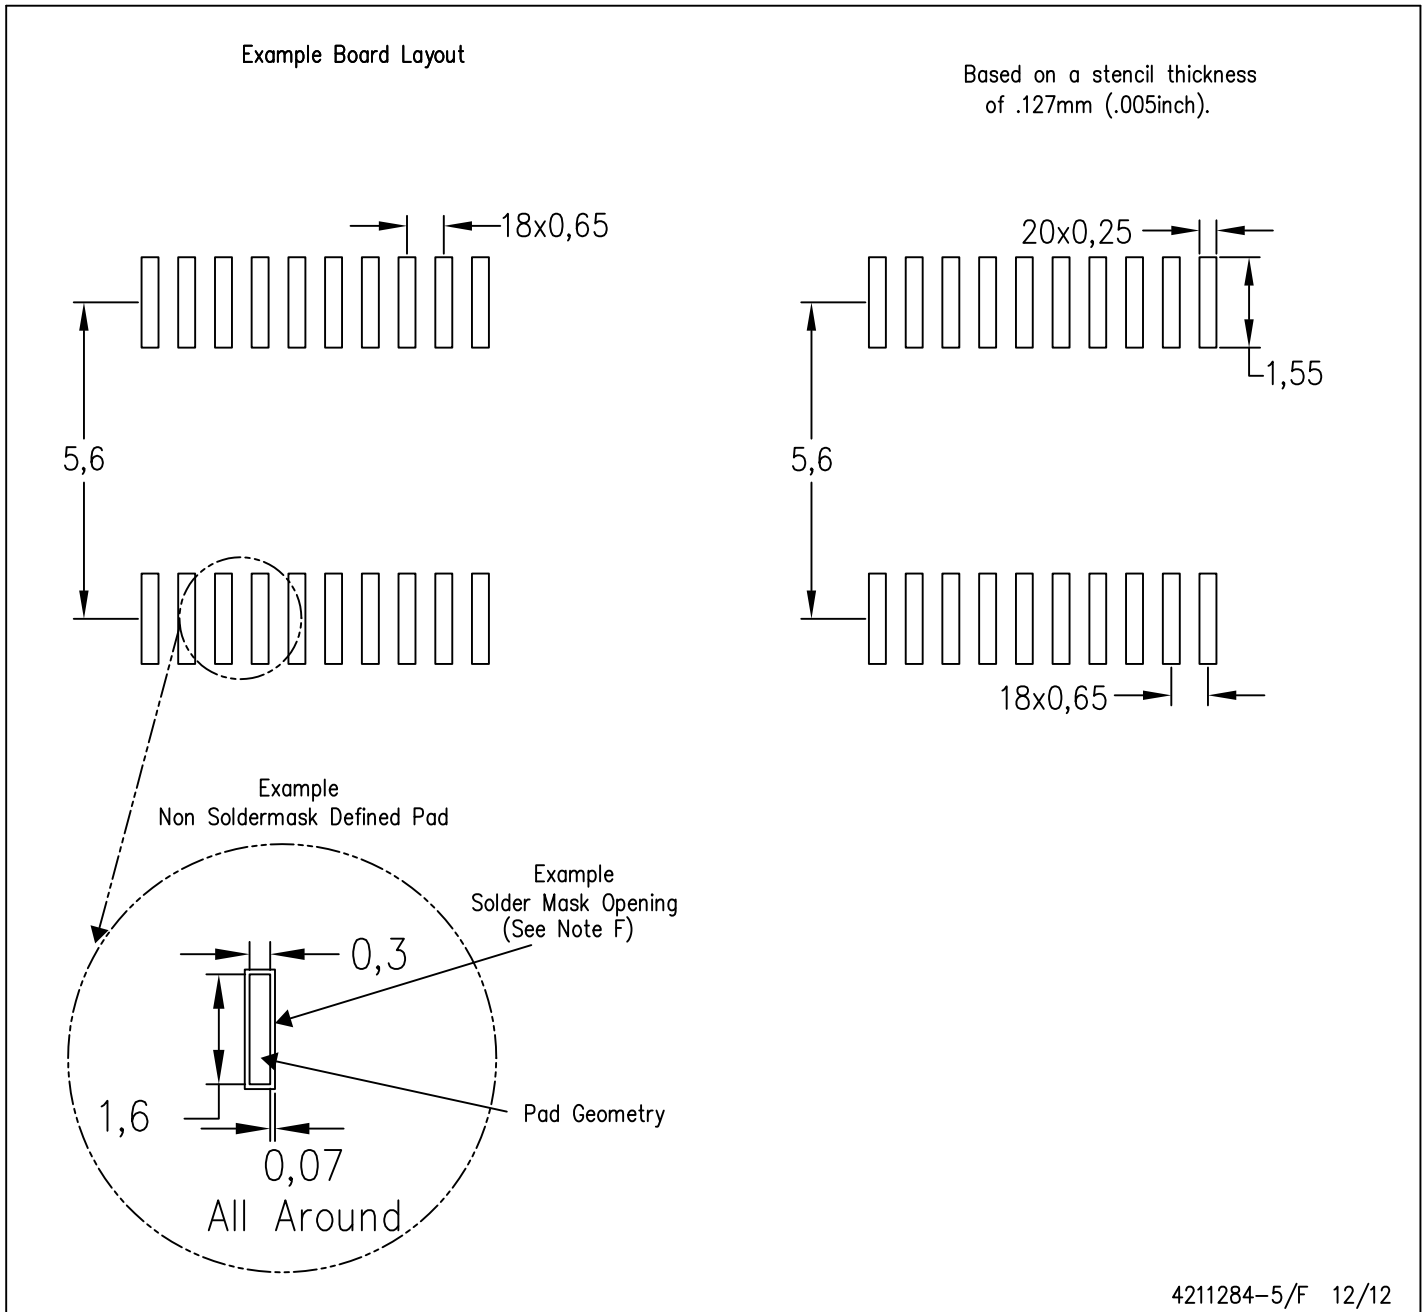 Example Board Layout
Based on a stencil thickness
of .127mm (.005inch).
18x0,65
20x0,25
1,55
5,6
5,6
18x0,65
Example
Non Soldermask Defined Pad
Example
Solder Mask Opening
(See Note F)
0,3
1,6
Pad Geometry
0,07
All Around
4211284-5/F 12/12